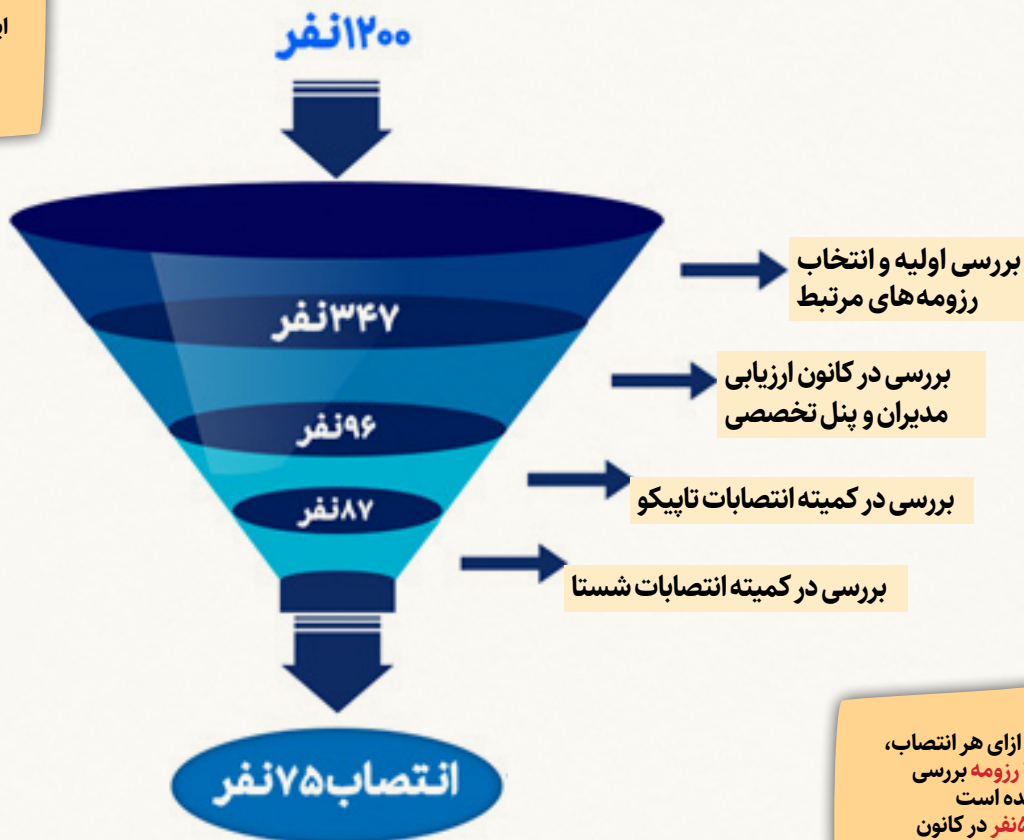 ۱۲۰۰نفر
بررسی اولیه و انتخاب
رزومه‌های مرتبط
۳۴۷نفر
بررسی در کانون ارزیابی
مدیران و پنل تخصصی
۹۶نفر
بررسی در کمیته انتصابات تاپیکو
۸۷نفر
بررسی در کمیته انتصابات شستا
انتصاب۷۵نفر
ازای هر انتصاب،
رزومه بررسی
ده است
نفر در کانون